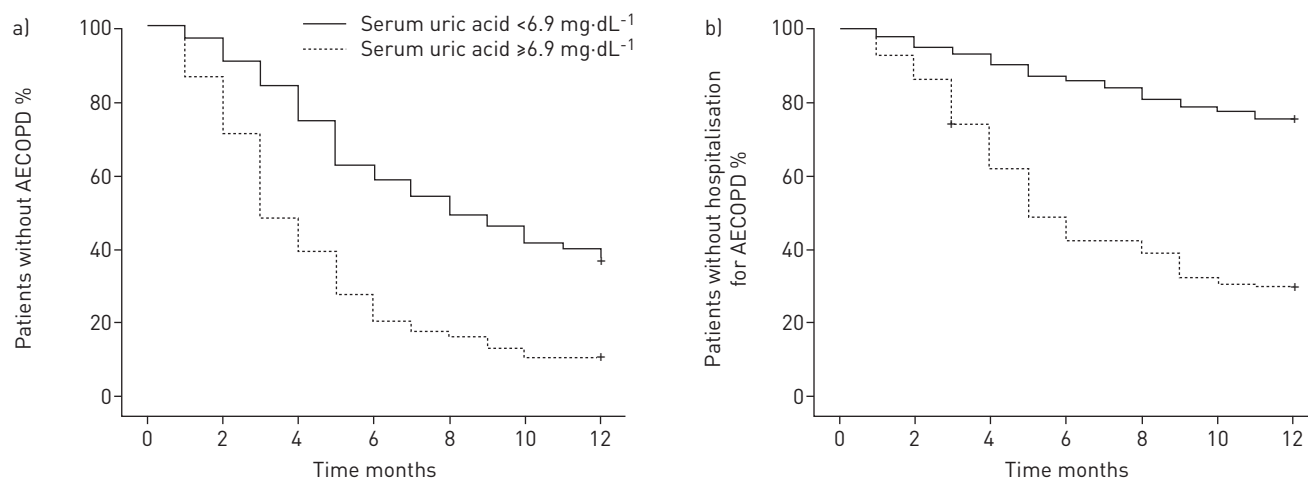 a)
Serum uric acid <6.9 mg·dL-1
Serum uric acid ⩾6.9 mg·dL-1
Patients without AECOPD %
100
80
60
40
20
0
0 2 4 6 8 10 12
Time months
b)
Patients without hospitalisation
for AECOPD %
100
80
60
40
20
0
0 2 4 6 8 10 12
Time months